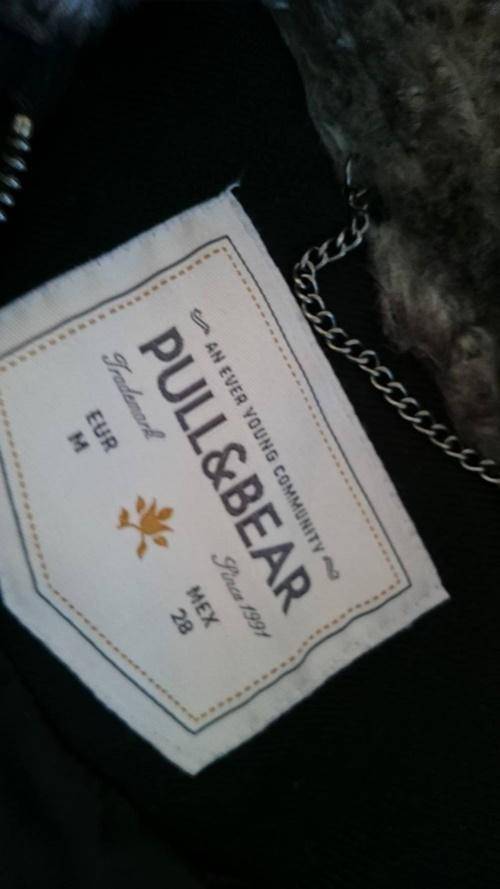 AN EVER YOUNG COMMUNITY
PULL&BEAR
Trademark
Since 1991
EUR
M
MEX
28